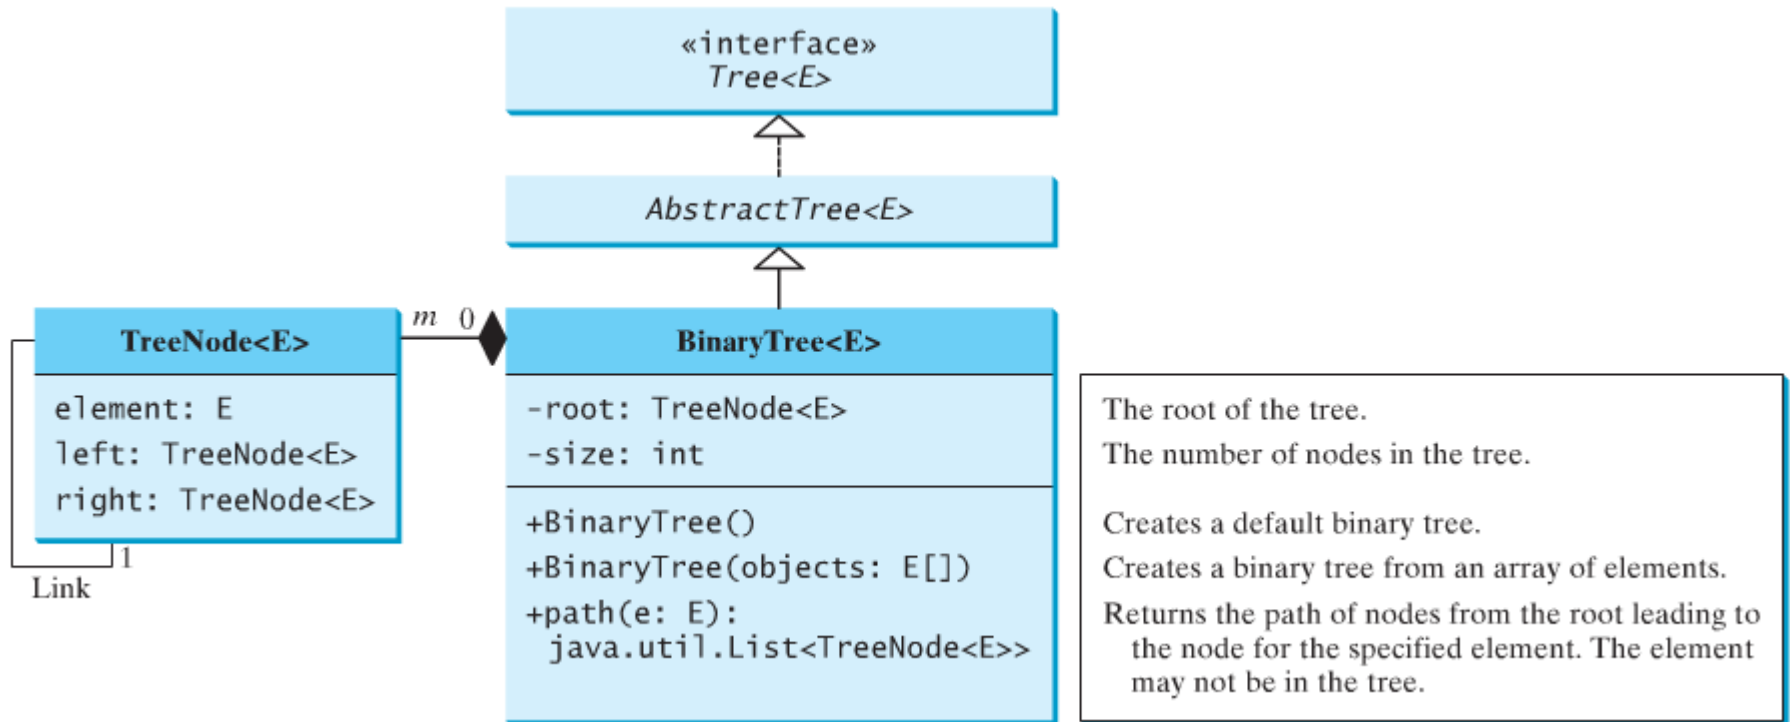 «interface»
Tree<E>
AbstractTree<E>
m 0
TreeNode<E>
element: E
left: TreeNode<E>
right: TreeNode<E>
1
Link
BinaryTree<E>
-root: TreeNode<E>
-size: int
+BinaryTree()
+BinaryTree(objects: E[])
+path(e: E):
java.util.List<TreeNode<E>>
The root of the tree.
The number of nodes in the tree.
Creates a default binary tree.
Creates a binary tree from an array of elements.
Returns the path of nodes from the root leading to
the node for the specified element. The element
may not be in the tree.